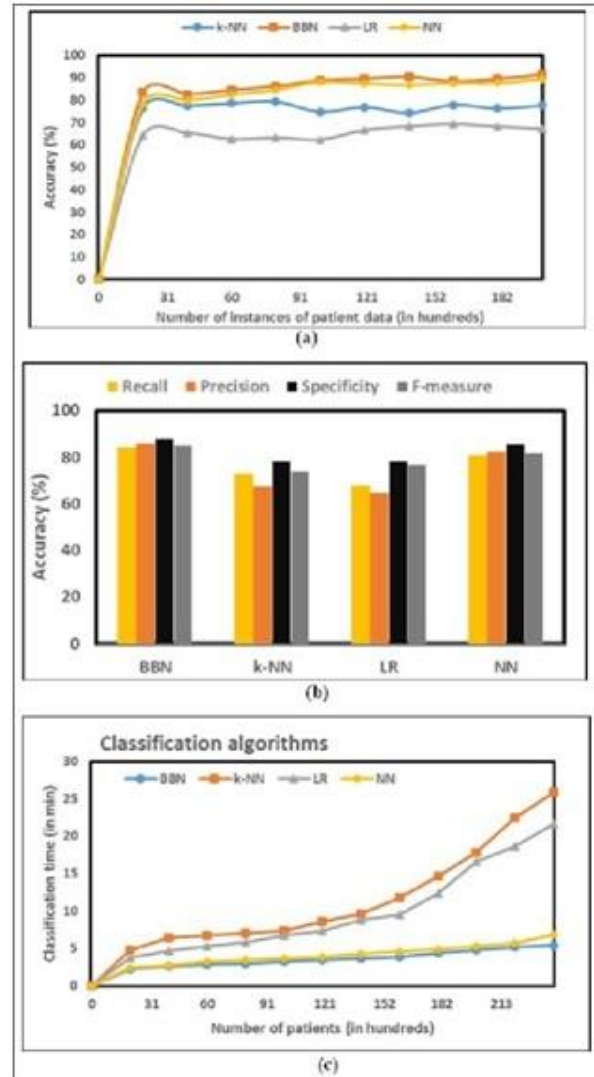 k-NN BBN LR NN
100
90
80
70
60
50
40
30
20
10
0
Accuracy (%)
0 31 60 91 121 152 182
Number of instances of patient data (in hundreds)
(a)
Recall Precision Specificity F-measure
100
80
60
40
20
0
Accuracy (%)
BBN k-NN LR NN
(b)
Classification algorithms
BBN k-NN LR NN
30
25
20
15
10
5
0
Classification time (in min)
0 31 60 91 121 152 182 213
Number of patients (in hundreds)
(c)